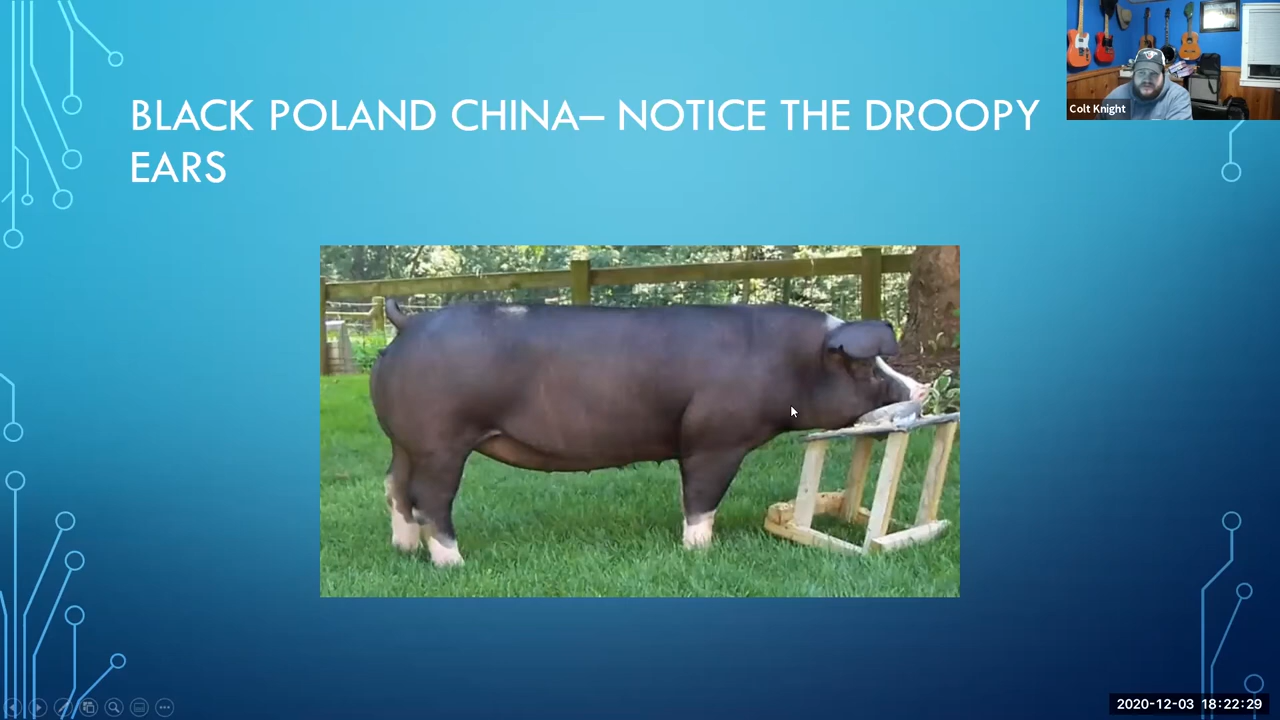 BLACK POLAND CHINA– NOTICE THE DROOPY
EARS
Colt Knight
2020-12-03 18:22:29